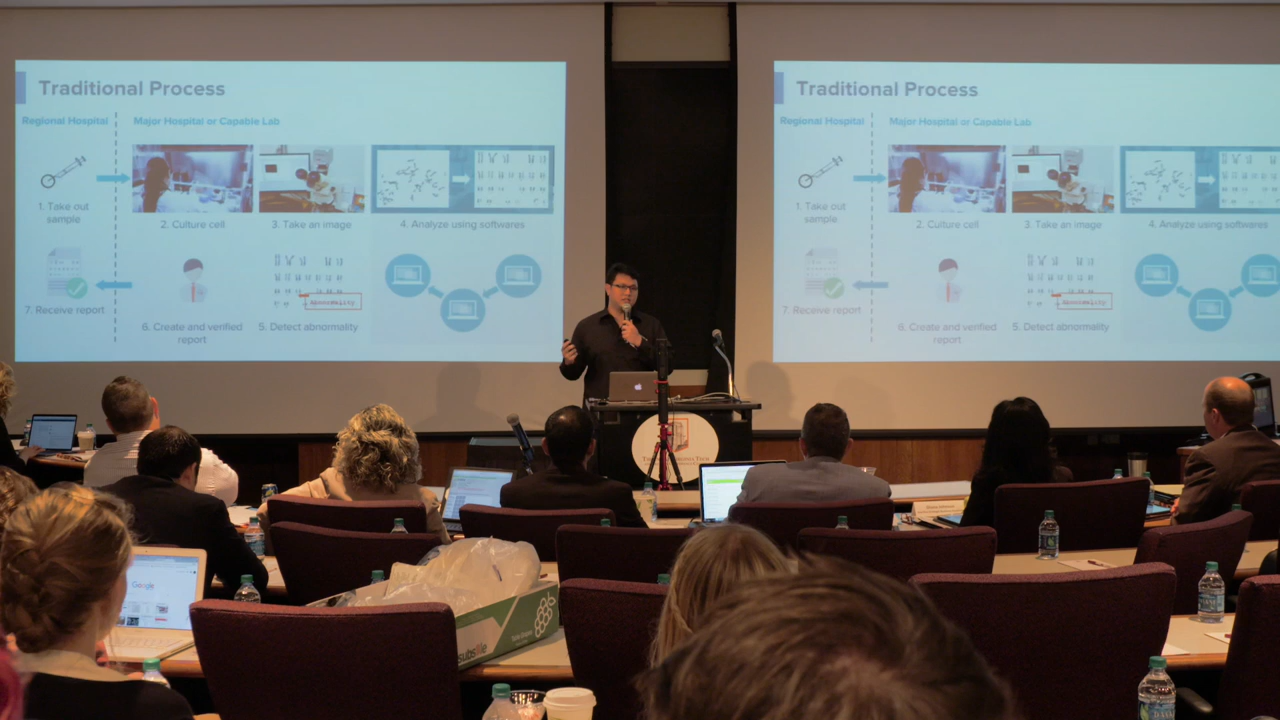 Traditional Process
Regional Hospital
Major Hospital or Capable Lab
1. Take out
sample
2. Culture cell
3. Take an image
4. Analyze using softwares
7. Receive report
6. Create and verified
report
5. Detect abnormality
Abnormality
Traditional Process
Regional Hospital
Major Hospital or Capable Lab
1. Take out
sample
2. Culture cell
3. Take an image
4. Analyze using softwares
7. Receive report
6. Create and verified
report
5. Detect abnormality
Abnormality
Google